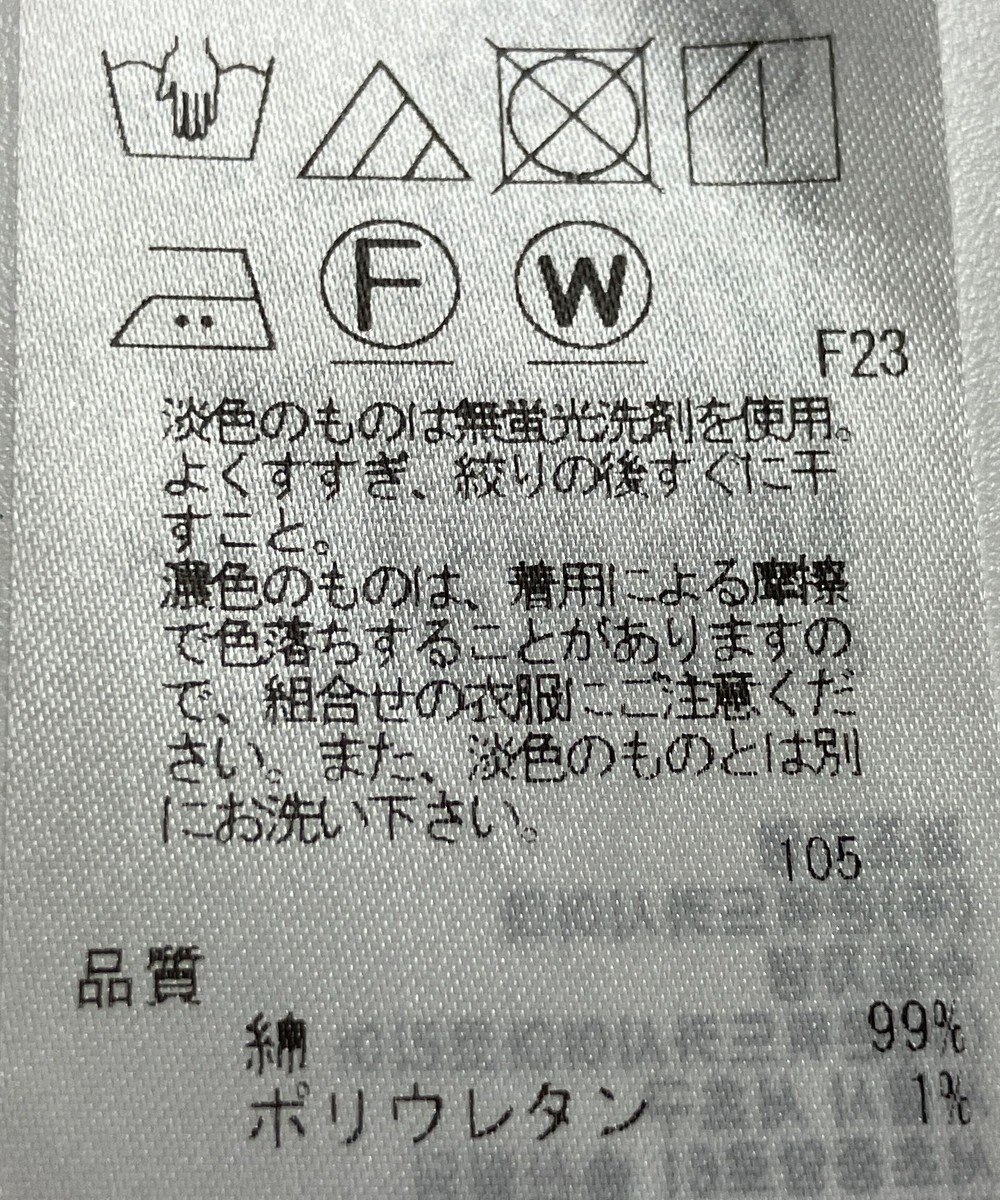 F
W
F23
淡色のものは無蛍光洗剤を使用。
よくすすぎ、絞りの後すぐに干
すこと。
濃色のものは、着用による摩擦
で色落ちすることがありますの
で、組合せの衣服にご注意くだ
さい。また、淡色のものとは別
にお洗い下さい。
105
品質
綿 99%
ポリウレタン 1%